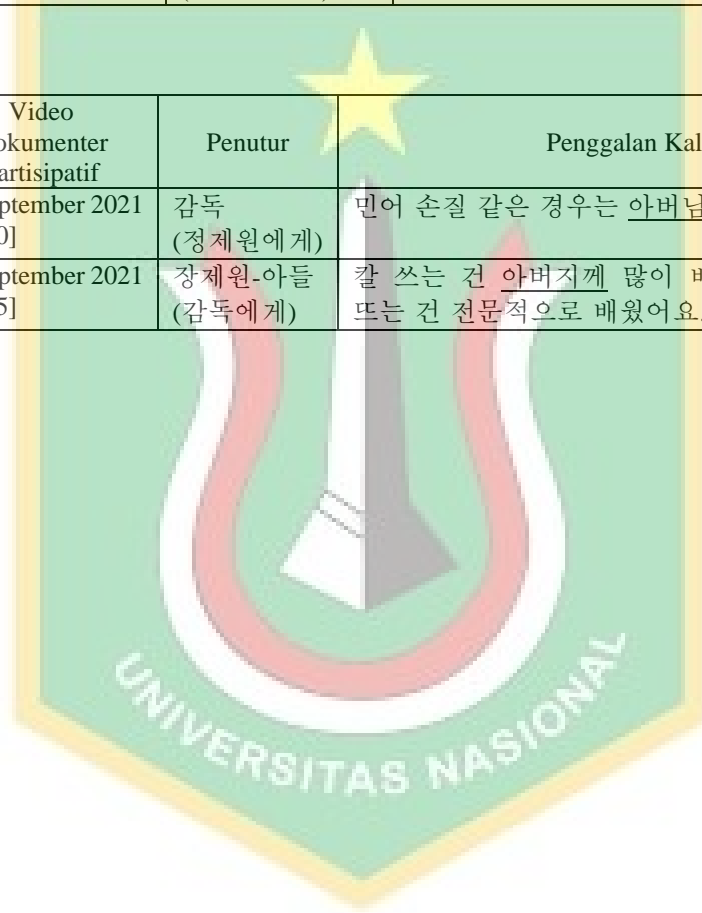 Video
okumenter
artisipatif
Penutur
Penggalan Kal
ptember 2021
0]
감독
(정제원에게)
민어 손질 같은 경우는 아버님
ptember 2021
5]
장제원-아들
(감독에게)
칼 쓰는 건 아버지께 많이
뜨는 건 전문적으로 배웠어요.
UNIVERSITAS NASIONAL